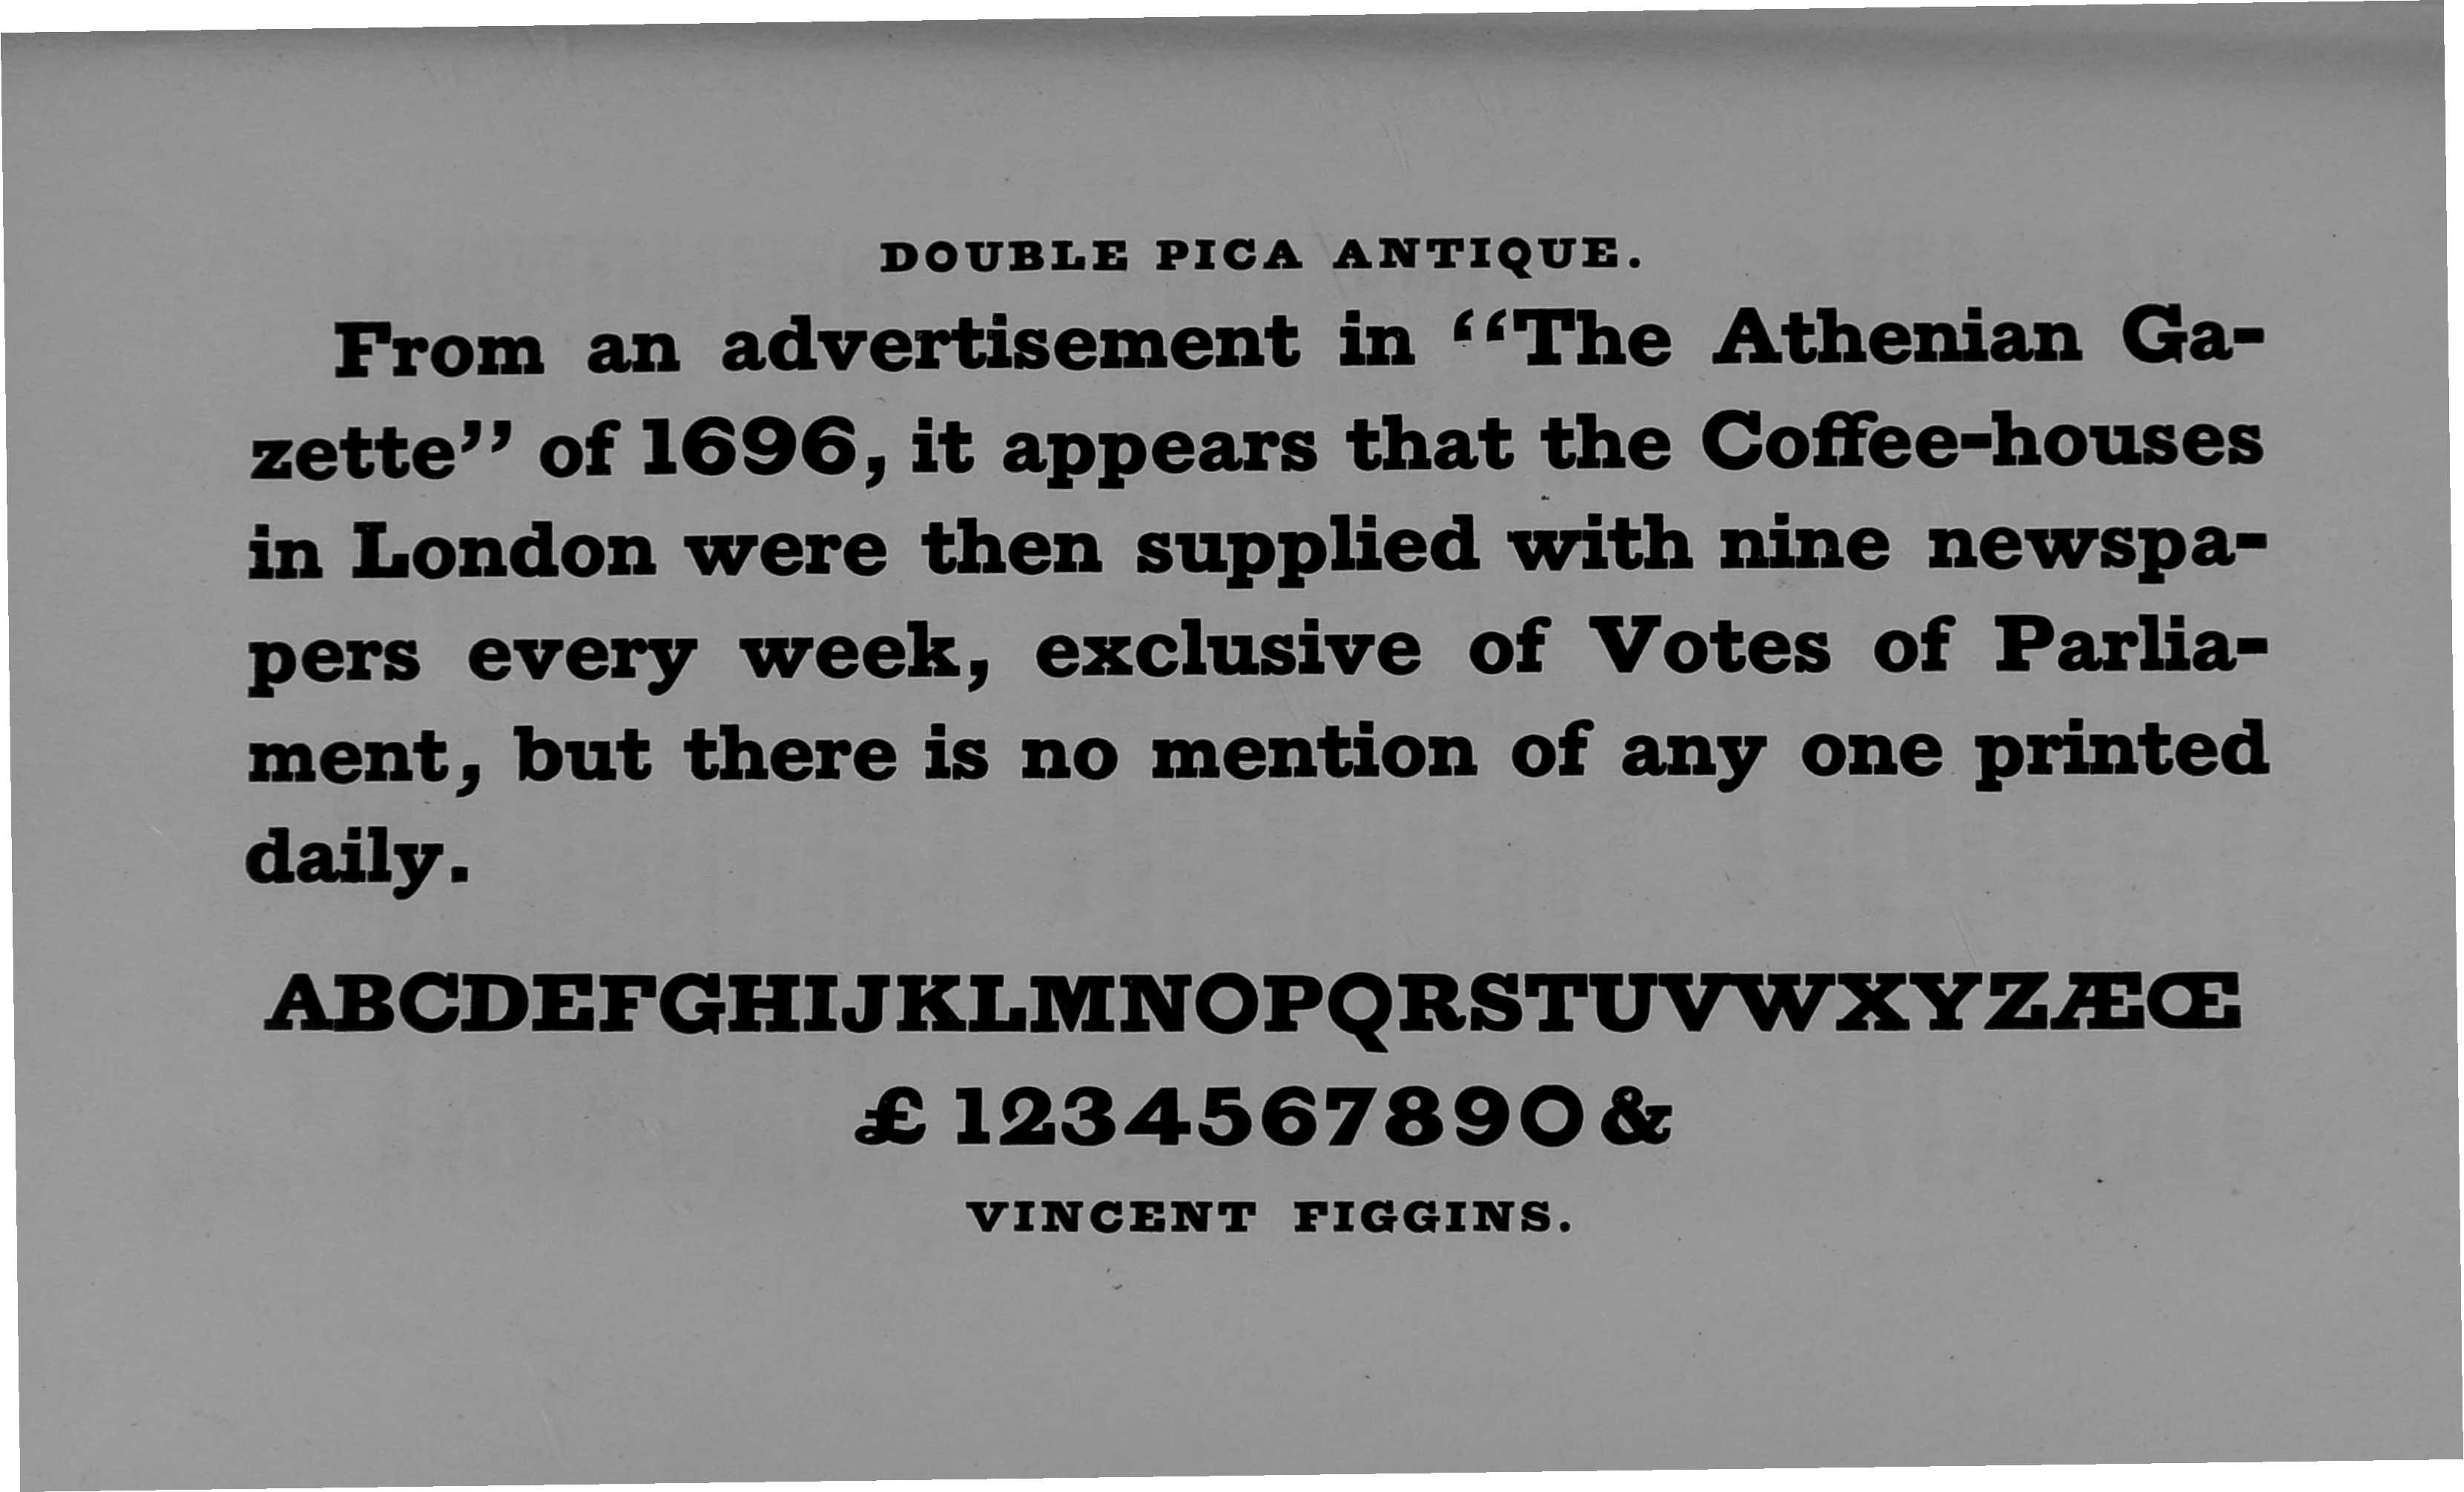 DOUBLE PICA ANTIQUE.
From an advertisement in “The Athenian Ga-
zette” of 1696, it appears that the Coffee-houses
in London were then supplied with nine newspa-
pers every week, exclusive of Votes of Parlia-
ment, but there is no mention of any one printed
daily.
ABCDEFGHIJKLMNOPQRSTUVWXYZÆŒ
£ 1234567890 &
VINCENT FIGGINS.